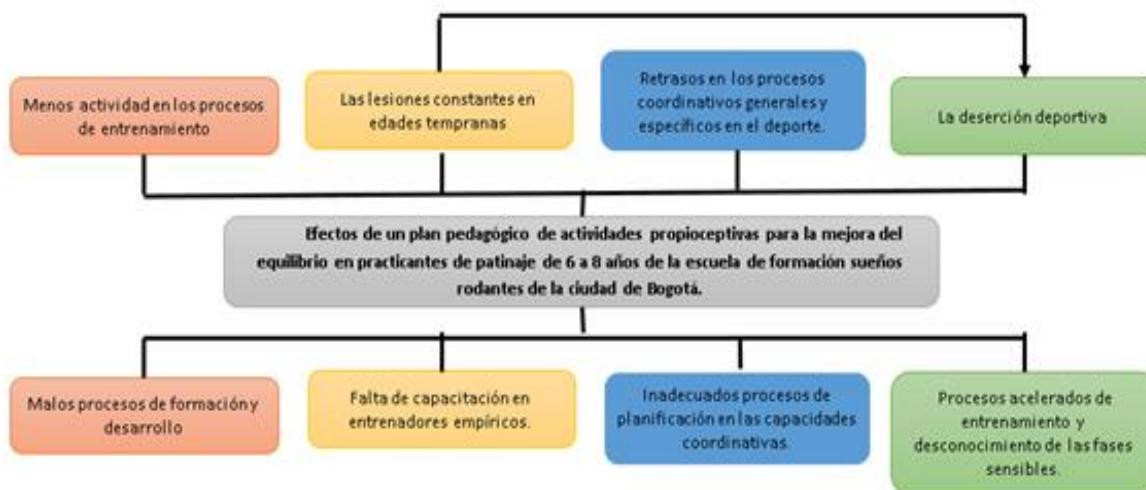 Menos actividad en los procesos
de entrenamiento
Las lesiones constantes en
edades tempranas
Retrasos en los procesos
coordinativos generales y
específicos en el deporte.
La deserción deportiva
Efectos de un plan pedagógico de actividades propioceptivas para la mejora del
equilibrio en practicantes de patinaje de 6 a 8 años de la escuela de formación sueños
rodantes de la ciudad de Bogotá.
Malos procesos de formación y
desarrollo
Falta de capacitación en
entrenadores empíricos.
Inadecuados procesos de
planificación en las capacidades
coordinativas.
Procesos acelerados de
entrenamiento y
desconocimiento de las fases
sensibles.